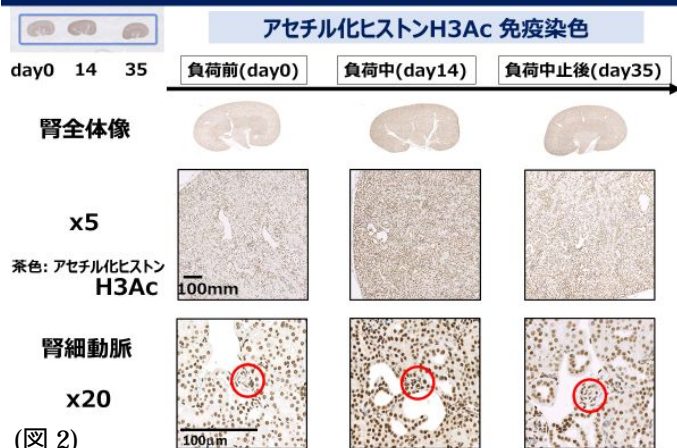 アセチル化ヒストンH3Ac 免疫染色
day0 14 35
負荷前(day0) 負荷中(day14) 負荷中止後(day35)
腎全体像
x5
茶色: アセチル化ヒストン
H3Ac
100mm
腎細動脈
x20
100μm
(図 2)